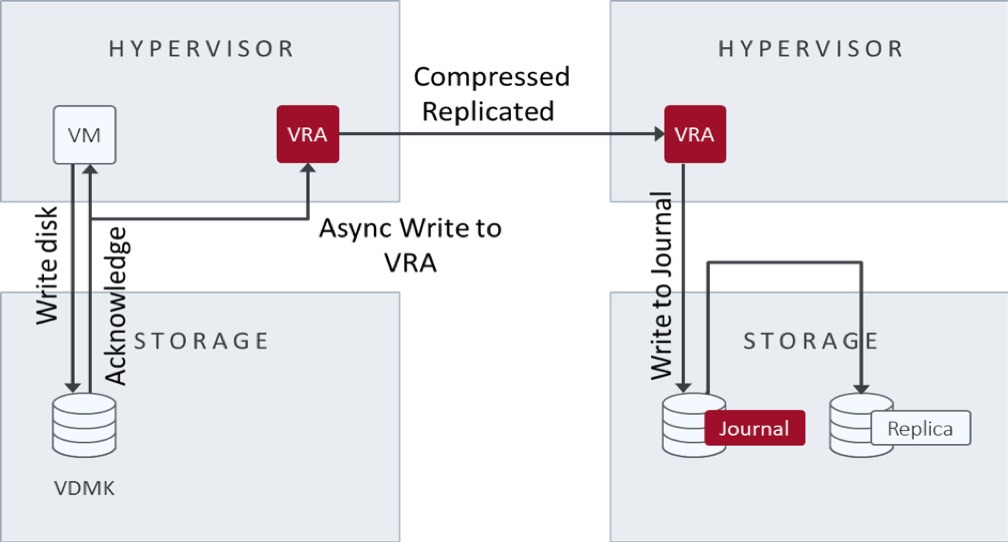 HYPERVISOR
HYPERVISOR
Compressed
Replicated
VM
VRA
VRA
Write disk
Acknowledge
Async Write to
VRA
Write to Journal
STORAGE
STORAGE
Journal
Replica
VDMK